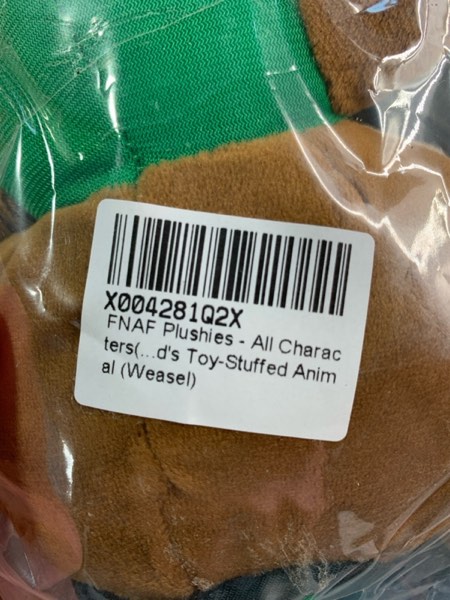 X004281Q2X
FNAF Plushies - All Charac
ters(...d's Toy-Stuffed Anim
al (Weasel)